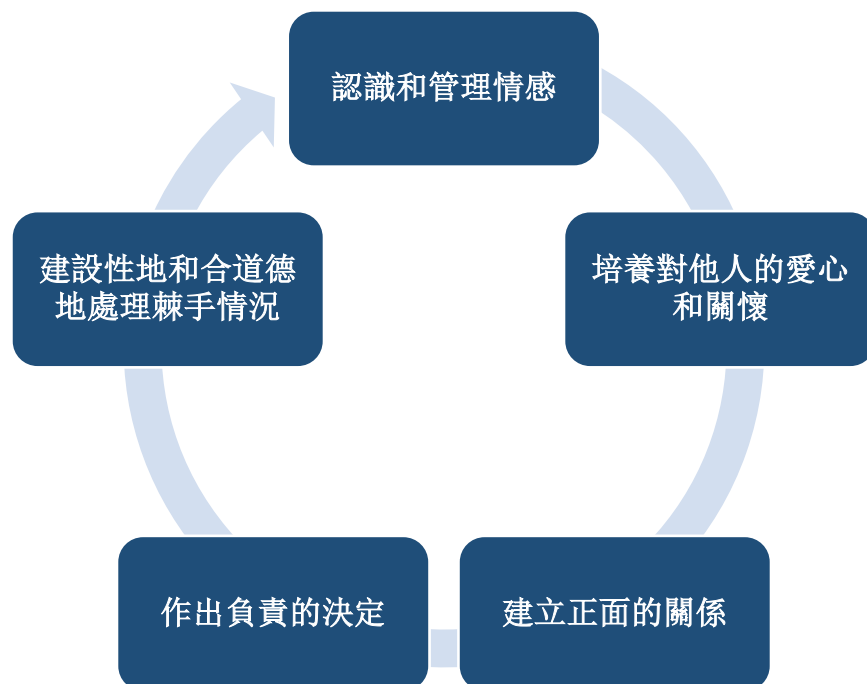 認識和管理情感
培養對他人的愛心
和關懷
建立正面的關係
作出負責的決定
建設性地和合道德
地處理棘手情況